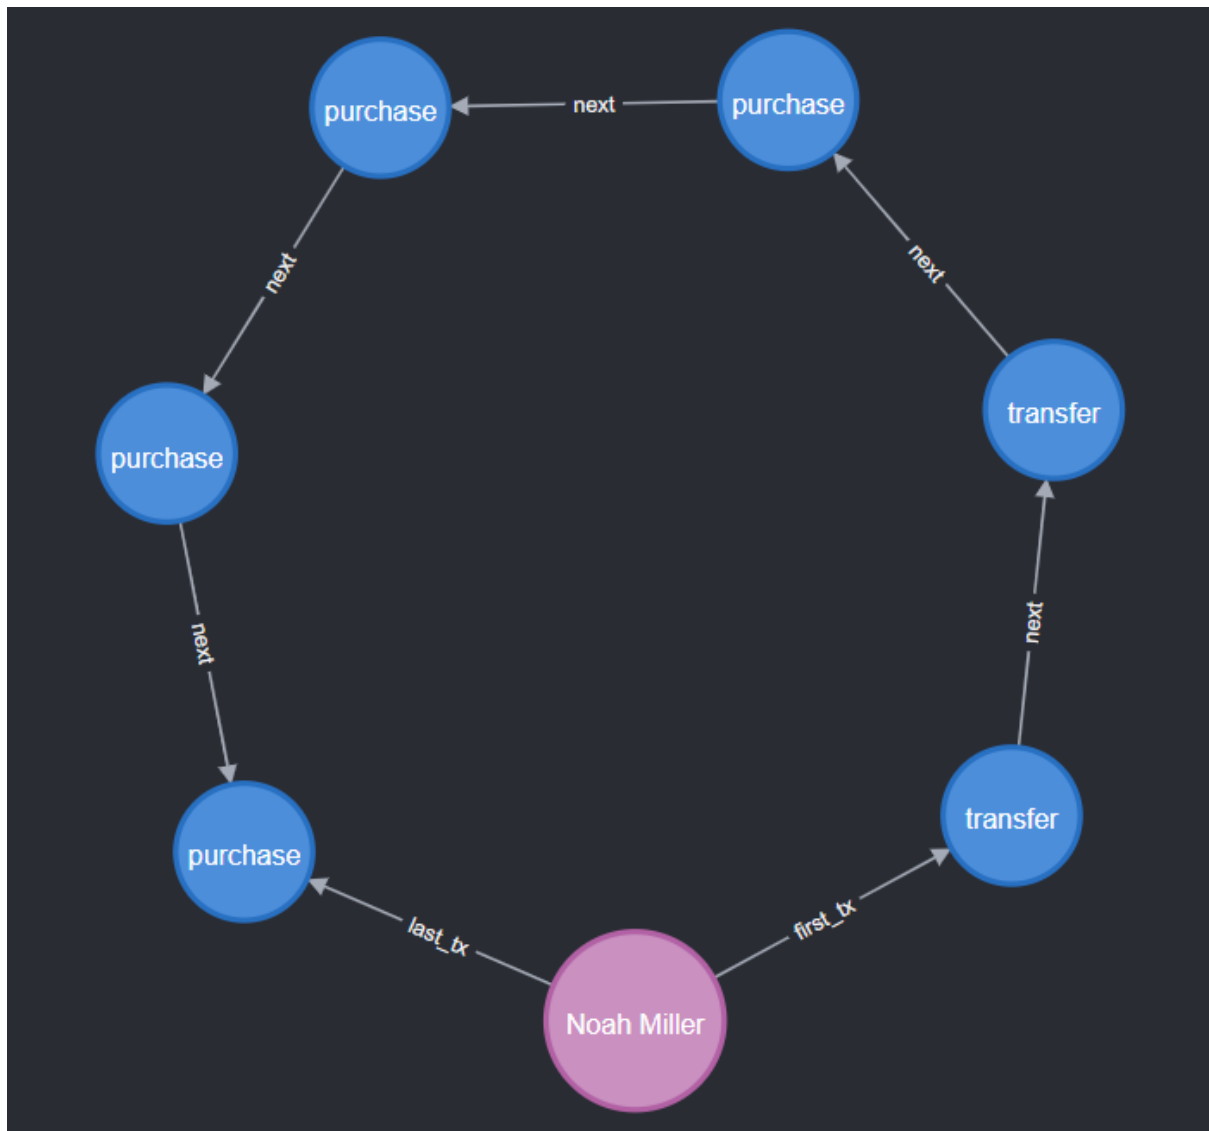 purchase
next
purchase
next
next
transfer
purchase
next
next
transfer
purchase
first_tx
last_tx
Noah Miller